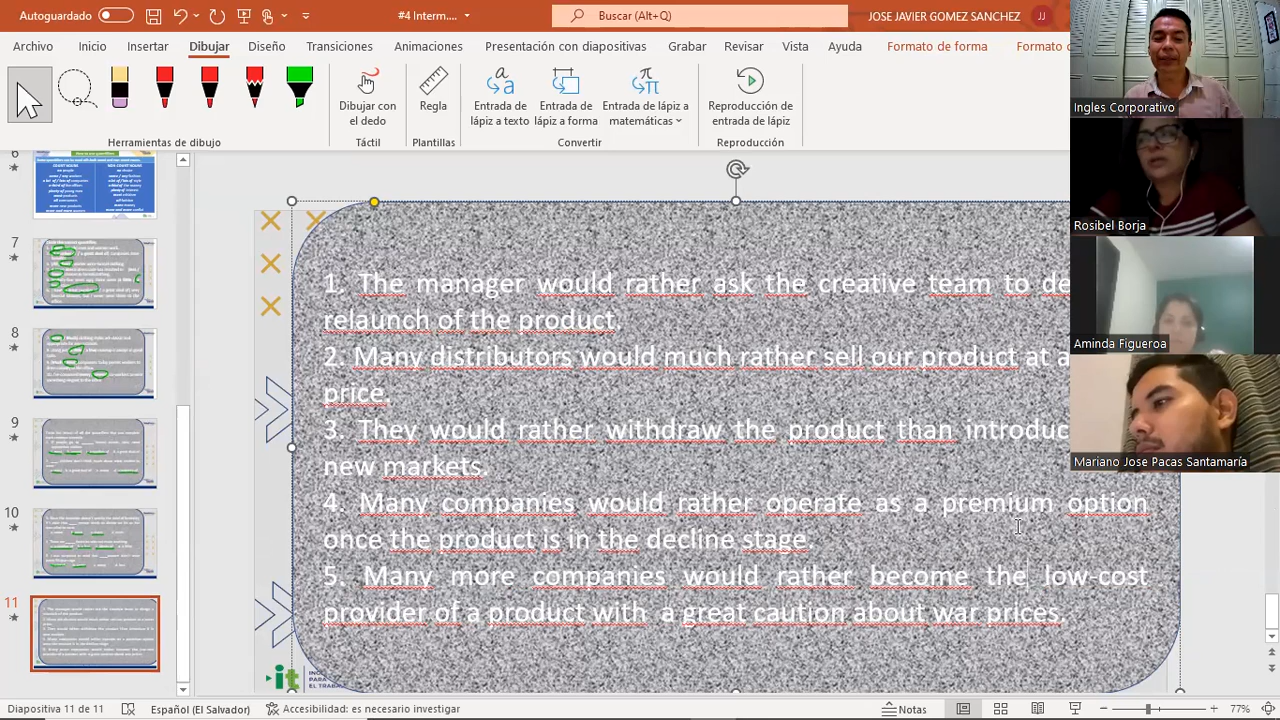 Autoguardado
#4 Interm....
Buscar (Alt+Q)
JOSE JAVIER GOMEZ SANCHEZ
JJ
Archivo Inicio Insertar Dibujar Diseño Transiciones Animaciones Presentación con diapositivas Grabar Revisar Vista Ayuda Formato de forma Formato
Dibujar con el dedo
Regla
Entrada de lápiz a texto
Entrada de lápiz a forma
Entrada de lápiz a matemáticas
Reproducción de entrada de lápiz
Herramientas de dibujo
Táctil
Plantillas
Convertir
Reproducción
Ingles Corporativo
Rosibel Borja
Aminda Figueroa
Mariano Jose Pacas Santamaría
6
7
8
9
10
11
1. The manager would rather ask the creative team to de
relaunch of the product.
2. Many distributors would much rather sell our product at a
price.
3. They would rather withdraw the product than introduc
new markets.
4. Many companies would rather operate as a premium option
once the product is in the decline stage.
5. Many more companies would rather become the low-cost
provider of a product with a great caution about war prices.
it
Diapositiva 11 de 11
Español (El Salvador)
Accesibilidad: es necesario investigar
Notas
77%